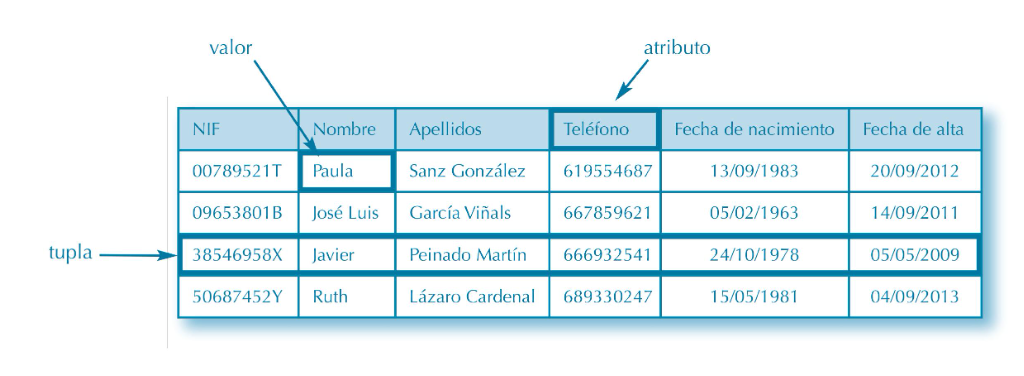 valor
atributo
NIF Nombre Apellidos Teléfono Fecha de nacimiento Fecha de alta
00789521T Paula Sanz González 619554687 13/09/1983 20/09/2012
09653801B José Luis García Viñals 667859621 05/02/1963 14/09/2011
tupla
38546958X Javier Peinado Martín 666932541 24/10/1978 05/05/2009
50687452Y Ruth Lázaro Cardenal 689330247 15/05/1981 04/09/2013